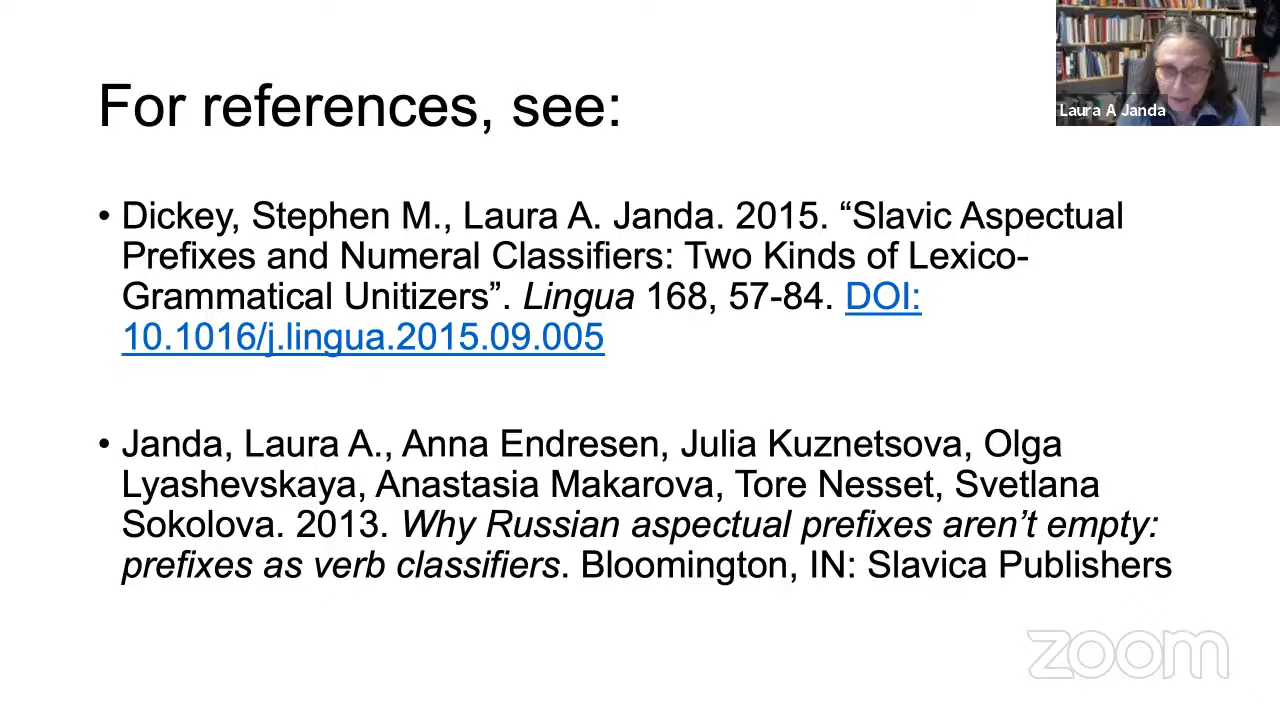 For references, see:
Laura A Janda
• Dickey, Stephen M., Laura A. Janda. 2015. “Slavic Aspectual
Prefixes and Numeral Classifiers: Two Kinds of Lexico-
Grammatical Unitizers”. Lingua 168, 57-84. DOI:
10.1016/j.lingua.2015.09.005
• Janda, Laura A., Anna Endresen, Julia Kuznetsova, Olga
Lyashevskaya, Anastasia Makarova, Tore Nesset, Svetlana
Sokolova. 2013. Why Russian aspectual prefixes aren’t empty:
prefixes as verb classifiers. Bloomington, IN: Slavica Publishers
zoom